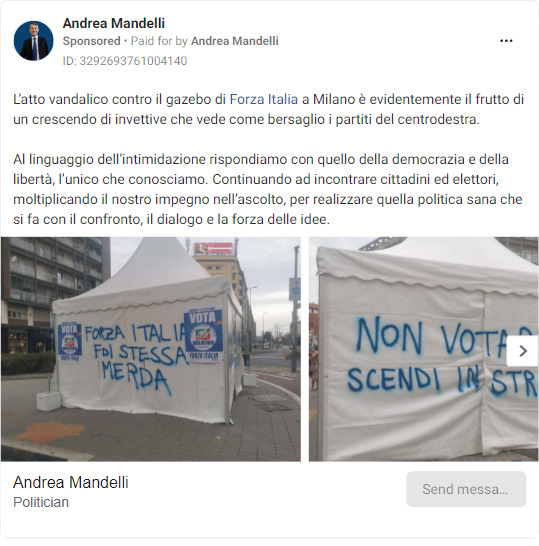 Andrea Mandelli
Sponsored • Paid for by Andrea Mandelli
ID: 3292693761004140
L'atto vandalico contro il gazebo di Forza Italia a Milano è evidentemente il frutto di
un crescendo di invettive che vede come bersaglio i partiti del centrodestra.
Al linguaggio dell'intimidazione rispondiamo con quello della democrazia e della
libertà, l'unico che conosciamo. Continuando ad incontrare cittadini ed elettori,
moltiplicando il nostro impegno nell'ascolto, per realizzare quella politica sana che
si fa con il confronto, il dialogo e la forza delle idee.
VOTA
FORZA ITALIA
FORZA ITALIA
FDI STESSA
MERDA
VOTA
FORZA ITALIA
NON VOTA
SCENDI IN STR
Andrea Mandelli
Politician
Send messa...